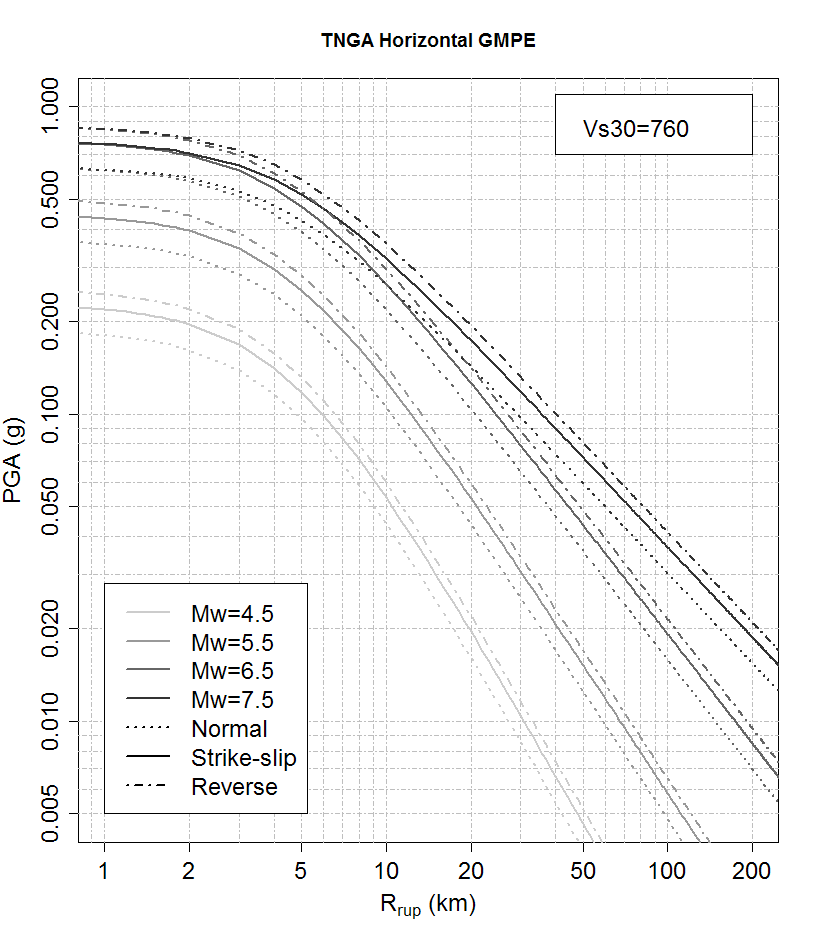 TNGA Horizontal GMPE
Vs30=760
PGA (g)
1.000
0.500
0.200
0.100
0.050
0.020
0.010
0.005
Mw=4.5
Mw=5.5
Mw=6.5
Mw=7.5
Normal
Strike-slip
Reverse
1 2 5 10 20 50 100 200
Rrup (km)